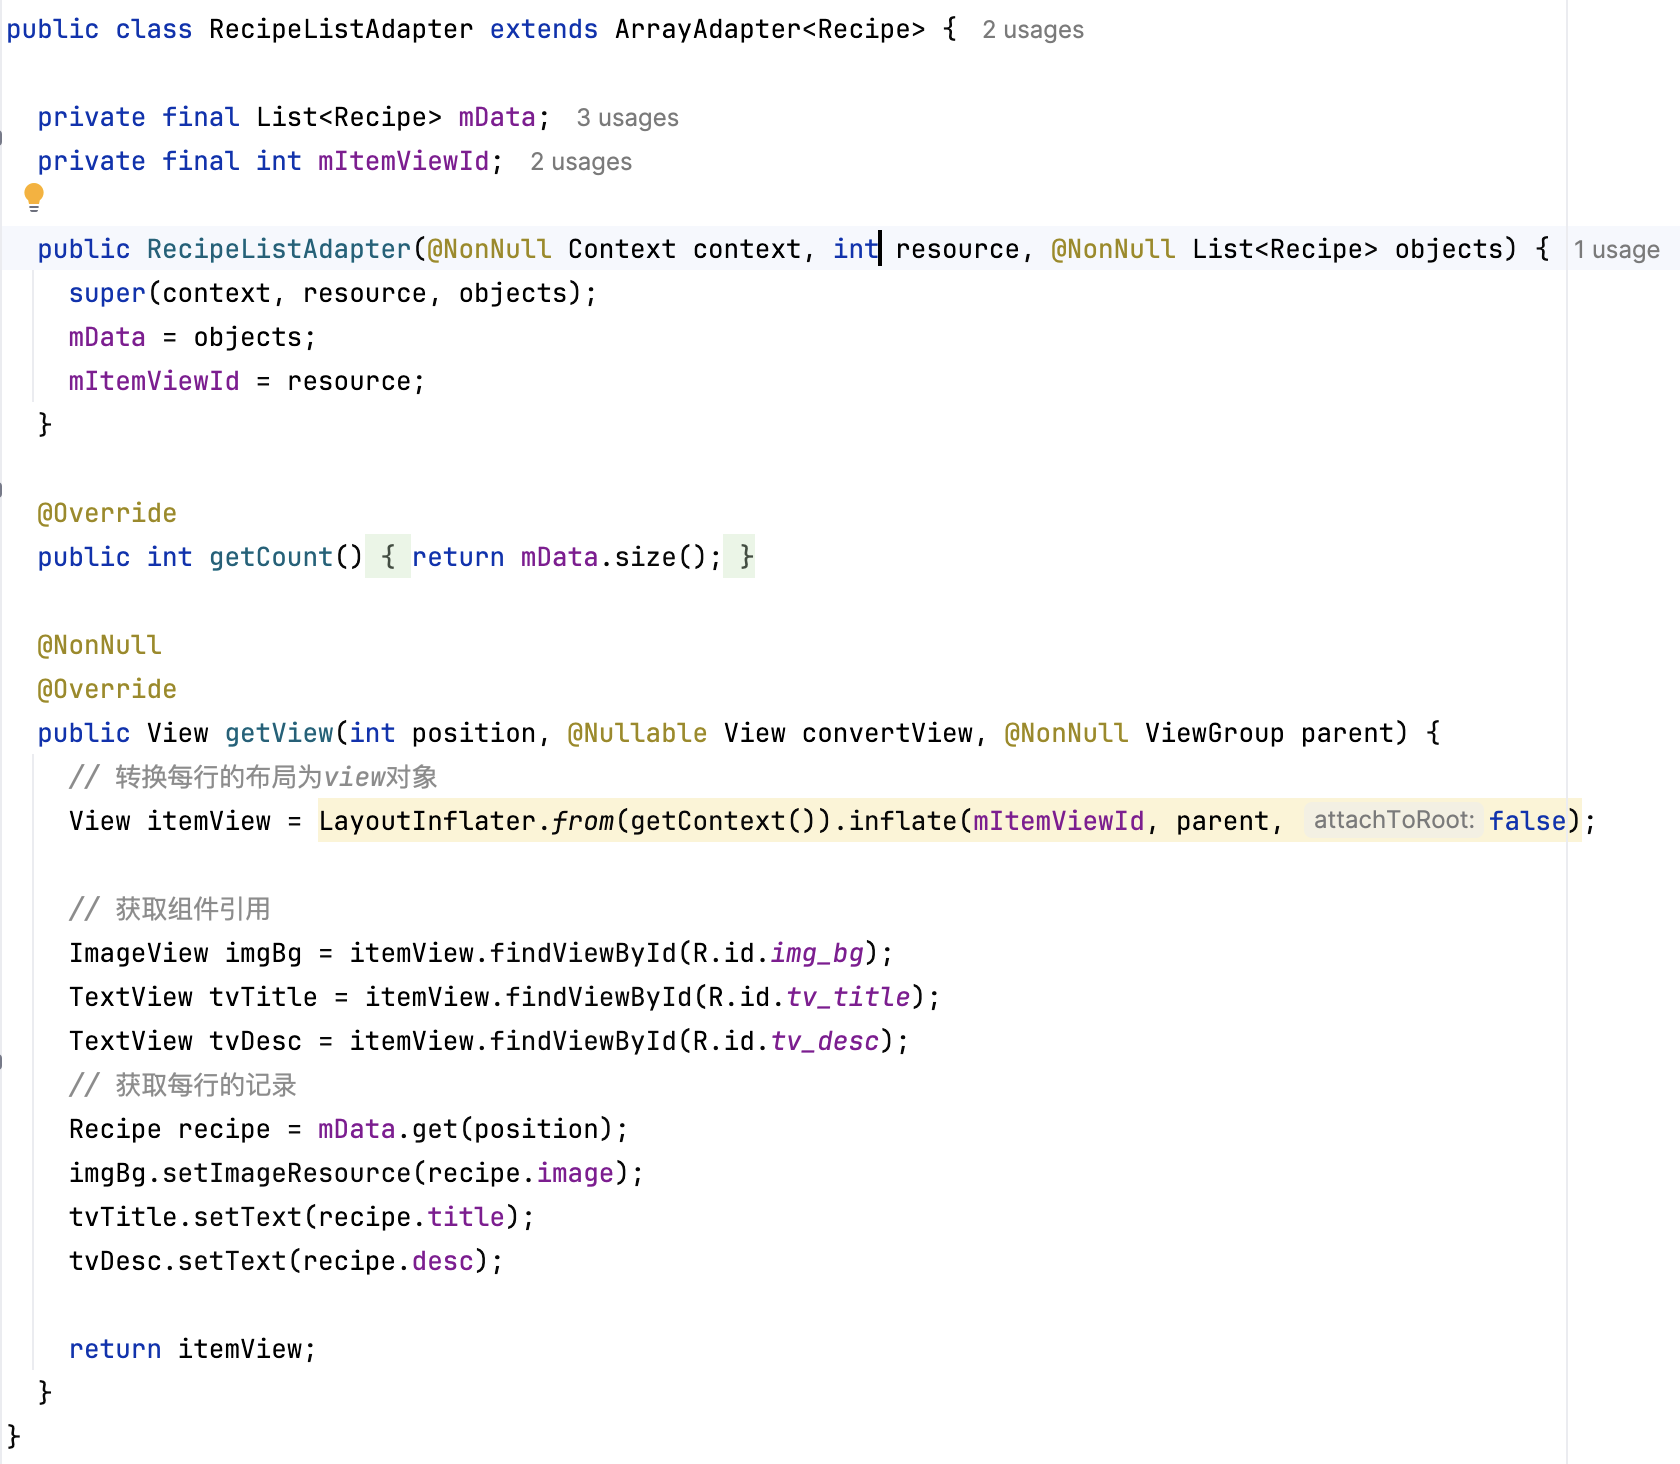 public class RecipeListAdapter extends ArrayAdapter<Recipe> { 2 usages
private final List<Recipe> mData; 3 usages
private final int mItemViewId; 2 usages
public RecipeListAdapter(@NonNull Context context, int resource, @NonNull List<Recipe> objects) { 1 usage
super(context, resource, objects);
mData = objects;
mItemViewId = resource;
}
@Override
public int getCount() { return mData.size(); }
@NonNull
@Override
public View getView(int position, @Nullable View convertView, @NonNull ViewGroup parent) {
// 转换每行的布局为view对象
View itemView = LayoutInflater.from(getContext()).inflate(mItemViewId, parent, attachToRoot: false);
// 获取组件引用
ImageView imgBg = itemView.findViewById(R.id.img_bg);
TextView tvTitle = itemView.findViewById(R.id.tv_title);
TextView tvDesc = itemView.findViewById(R.id.tv_desc);
// 获取每行的记录
Recipe recipe = mData.get(position);
imgBg.setImageResource(recipe.image);
tvTitle.setText(recipe.title);
tvDesc.setText(recipe.desc);
return itemView;
}
}